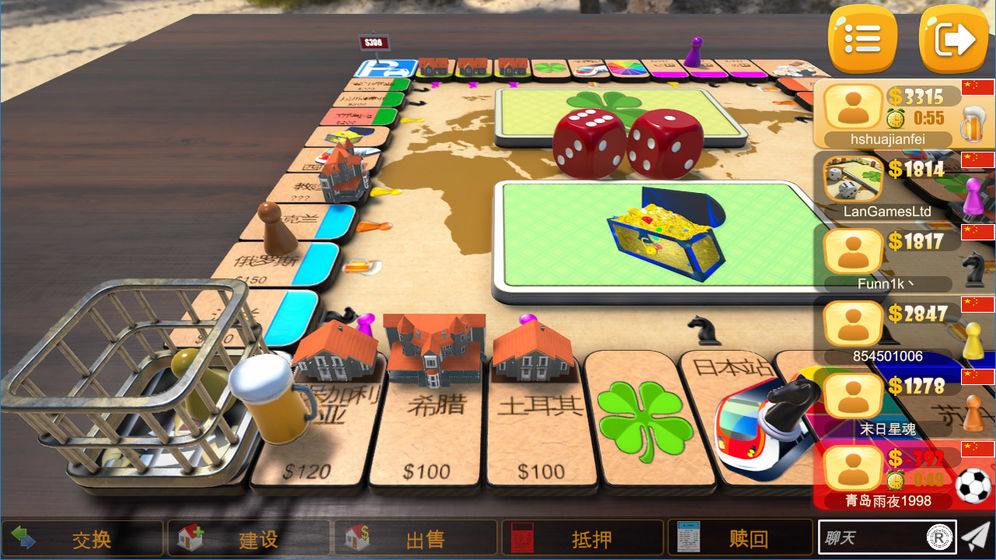 $300
$3315
0:55
hshuajianfei
$1814
LanGamesLtd
$1817
Funn1k丶
$2847
854501006
$1278
末日星魂
$ 392
0:49
青岛雨夜1998
俄罗斯
$150
$120
希腊
$100
土耳其
$100
日本站
交换
建设
出售
抵押
赎回
聊天
R